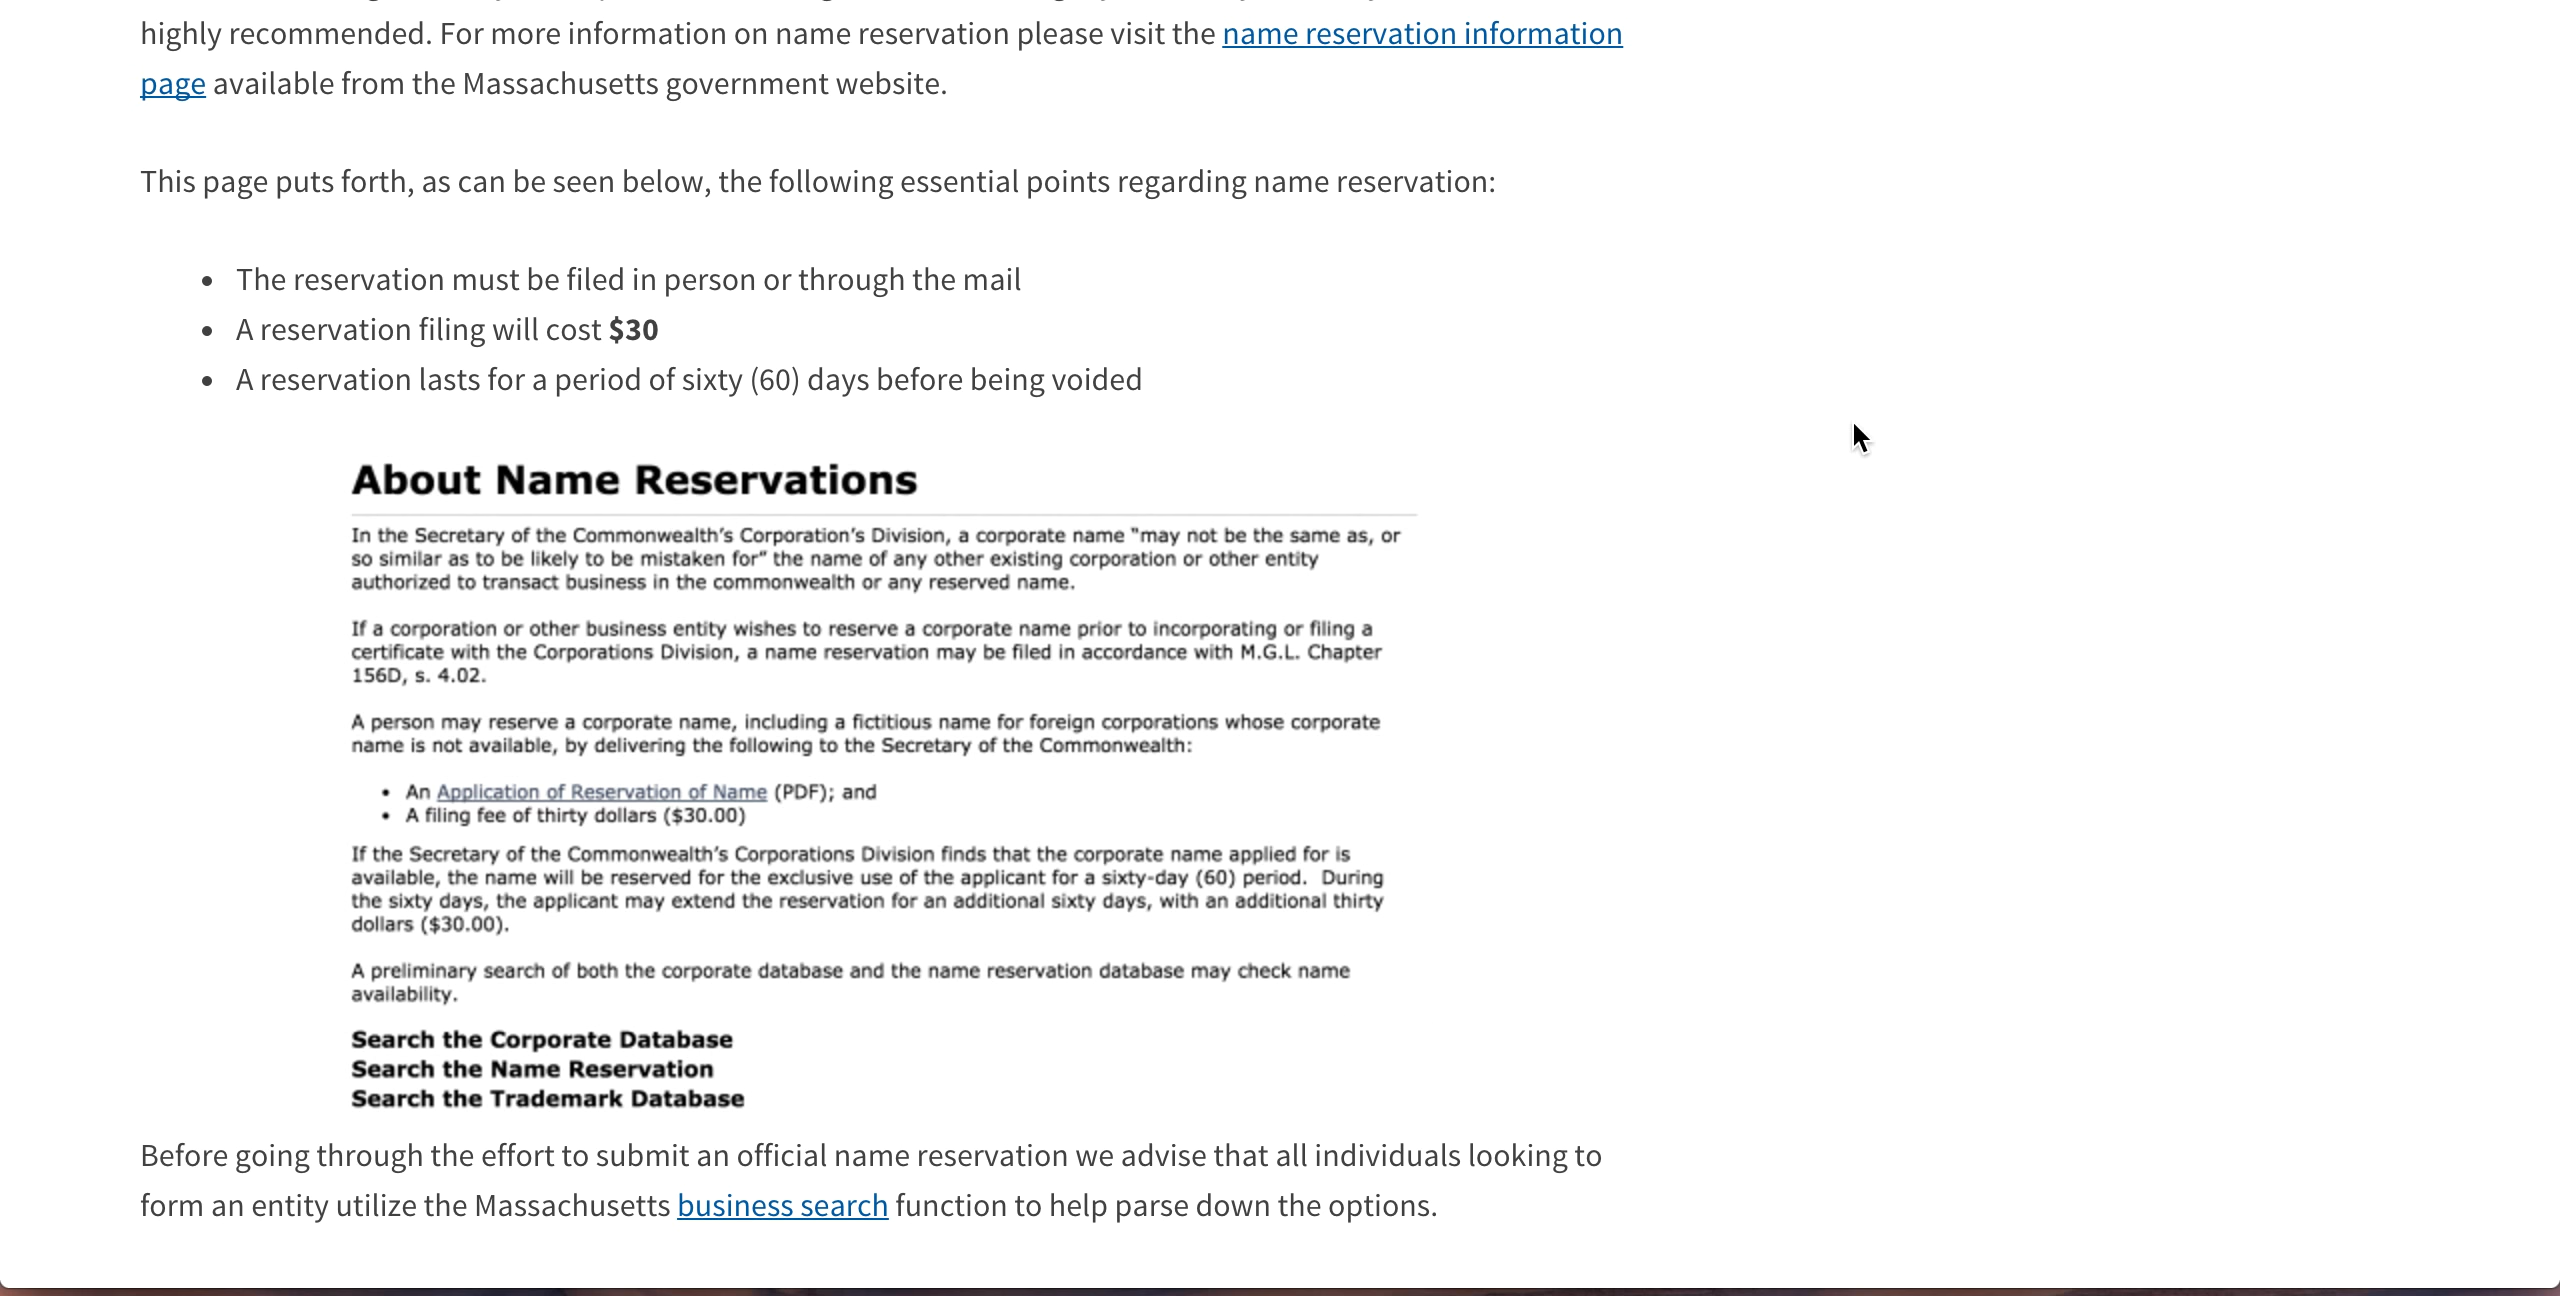 highly recommended. For more information on name reservation please visit the name reservation information
page available from the Massachusetts government website.
This page puts forth, as can be seen below, the following essential points regarding name reservation:
• The reservation must be filed in person or through the mail
• A reservation filing will cost $30
• A reservation lasts for a period of sixty (60) days before being voided
About Name Reservations
In the Secretary of the Commonwealth's Corporation's Division, a corporate name "may not be the same as, or
so similar as to be likely to be mistaken for" the name of any other existing corporation or other entity
authorized to transact business in the commonwealth or any reserved name.
If a corporation or other business entity wishes to reserve a corporate name prior to incorporating or filing a
certificate with the Corporations Division, a name reservation may be filed in accordance with M.G.L. Chapter
156D, s. 4.02.
A person may reserve a corporate name, including a fictitious name for foreign corporations whose corporate
name is not available, by delivering the following to the Secretary of the Commonwealth:
• An Application of Reservation of Name (PDF); and
• A filing fee of thirty dollars ($30.00)
If the Secretary of the Commonwealth's Corporations Division finds that the corporate name applied for is
available, the name will be reserved for the exclusive use of the applicant for a sixty-day (60) period. During
the sixty days, the applicant may extend the reservation for an additional sixty days, with an additional thirty
dollars ($30.00).
A preliminary search of both the corporate database and the name reservation database may check name
availability.
Search the Corporate Database
Search the Name Reservation
Search the Trademark Database
Before going through the effort to submit an official name reservation we advise that all individuals looking to
form an entity utilize the Massachusetts business search function to help parse down the options.